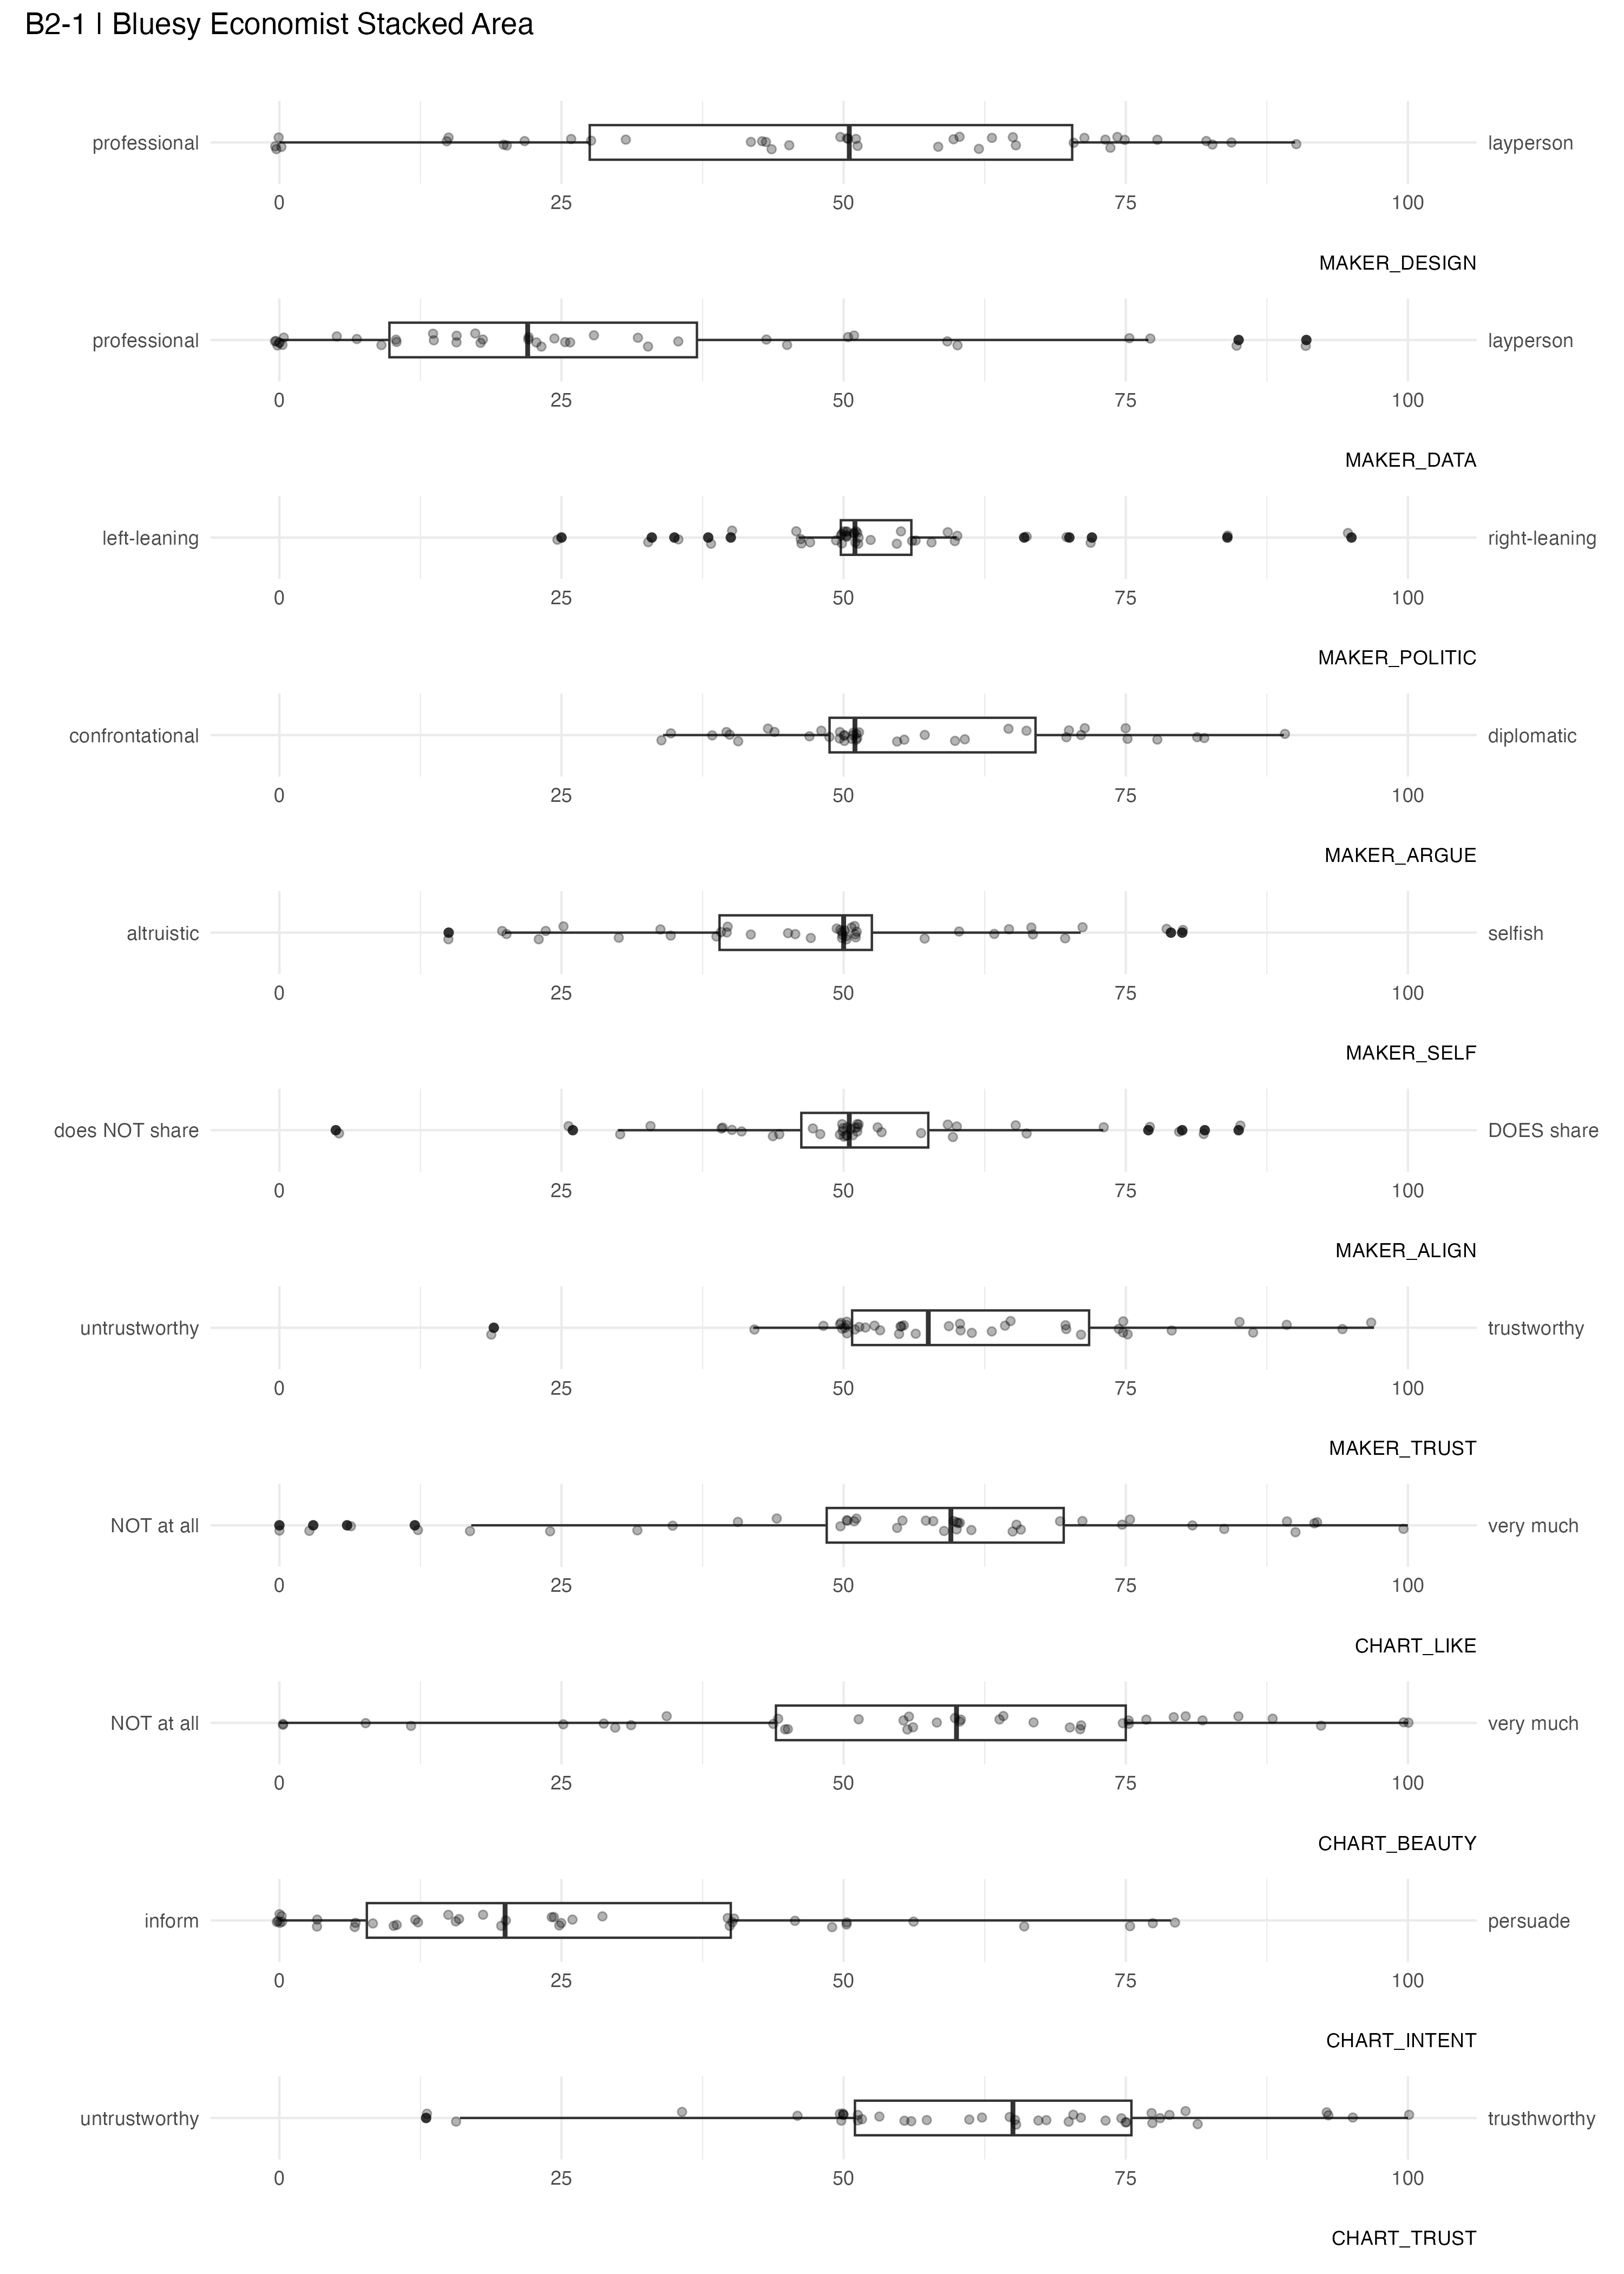 B2-1 | Bluesy Economist Stacked Area
professional layperson
0 25 50 75 100
MAKER_DESIGN
professional layperson
0 25 50 75 100
MAKER_DATA
left-leaning right-leaning
0 25 50 75 100
MAKER_POLITIC
confrontational diplomatic
0 25 50 75 100
MAKER_ARGUE
altruistic selfish
0 25 50 75 100
MAKER_SELF
does NOT share DOES share
0 25 50 75 100
MAKER_ALIGN
untrustworthy trustworthy
0 25 50 75 100
MAKER_TRUST
NOT at all very much
0 25 50 75 100
CHART_LIKE
NOT at all very much
0 25 50 75 100
CHART_BEAUTY
inform persuade
0 25 50 75 100
CHART_INTENT
untrustworthy trusthworthy
0 25 50 75 100
CHART_TRUST